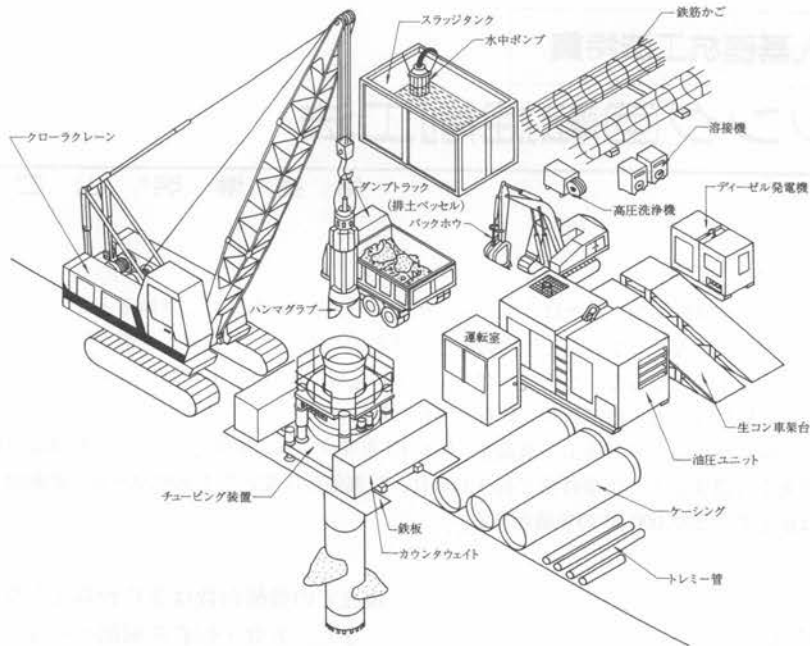 スラッジタンク
水中ポンプ
鉄筋かご
クローラクレーン
溶接機
ダンプトラック
(排土ベッセル)
バックホウ
高圧洗浄機
ディーゼル発電機
ハンマグラブ
運転室
生コン車架台
油圧ユニット
チュービング装置
ケーシング
鉄板
カウンタウェイト
トレミー管